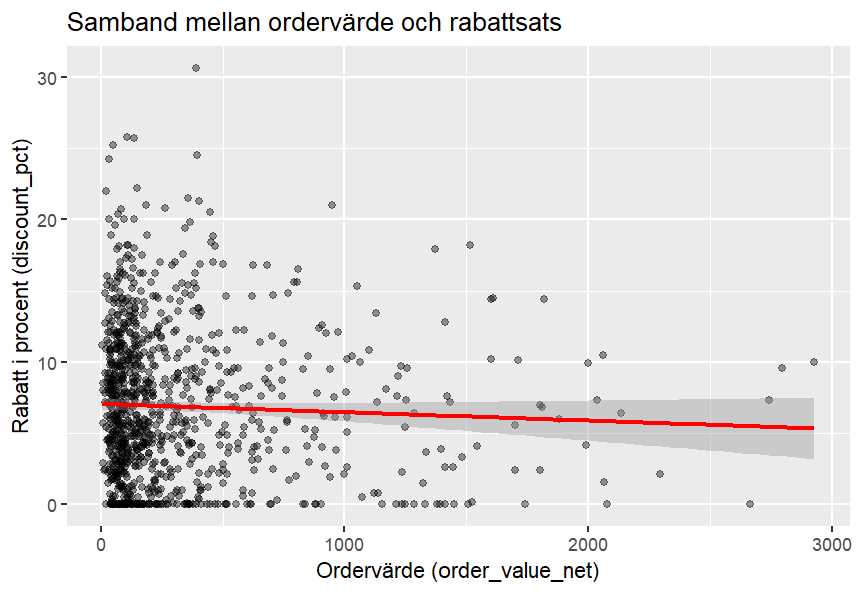 Samband mellan ordervärde och rabattsats
Rabatt i procent (discount_pct)
30
20
10
0
0 1000 2000 3000
Ordervärde (order_value_net)